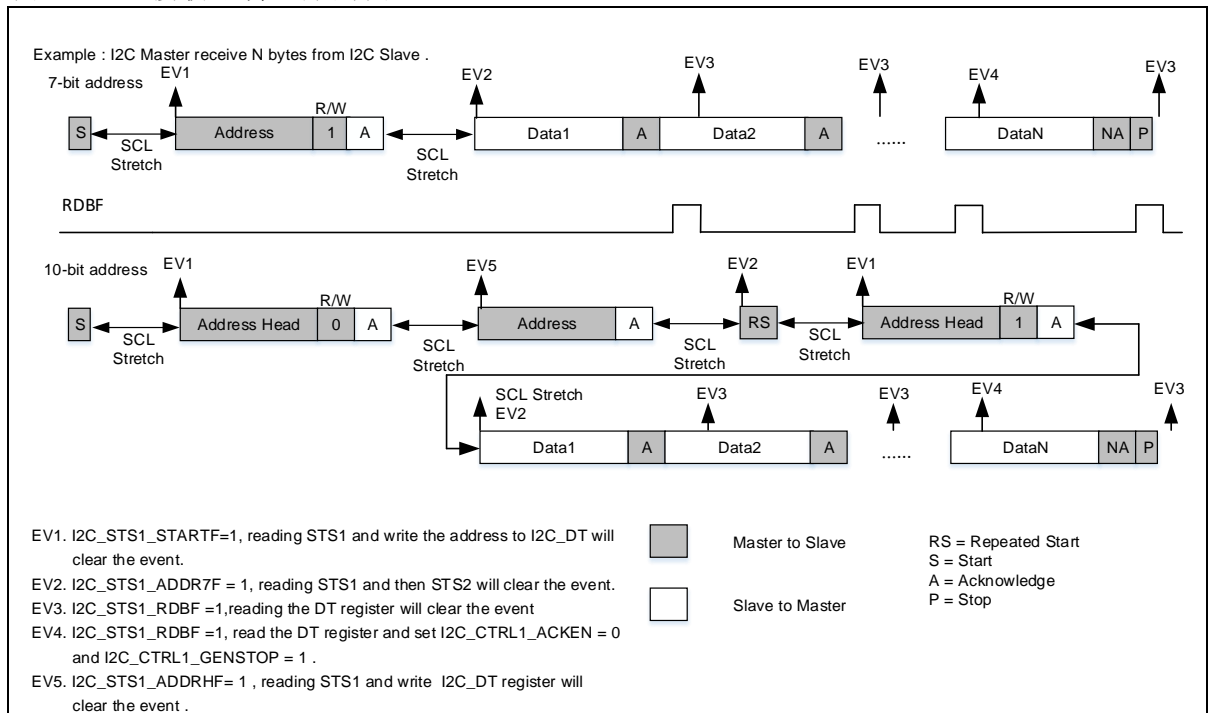 Example : I2C Master receive N bytes from I2C Slave .
7-bit address
EV1 EV2 EV3 EV3 EV4 EV3
R/W
S Address 1 A Data1 A Data2 A ...... DataN NA P
SCL Stretch SCL Stretch
RDBF
10-bit address
EV1 EV5 EV2 EV1
R/W R/W
S Address Head 0 A Address A RS Address Head 1 A
SCL Stretch SCL Stretch SCL Stretch SCL Stretch
SCL Stretch
EV2 EV3 EV3 EV4 EV3
Data1 A Data2 A ...... DataN NA P
EV1. I2C_STS1_STARTF=1, reading STS1 and write the address to I2C_DT will
clear the event.
EV2. I2C_STS1_ADDR7F = 1, reading STS1 and then STS2 will clear the event.
EV3. I2C_STS1_RDBF =1,reading the DT register will clear the event
EV4. I2C_STS1_RDBF =1, read the DT register and set I2C_CTRL1_ACKEN = 0
and I2C_CTRL1_GENSTOP = 1 .
EV5. I2C_STS1_ADDRHF= 1 , reading STS1 and write I2C_DT register will
clear the event .
Master to Slave
Slave to Master
RS = Repeated Start
S = Start
A = Acknowledge
P = Stop